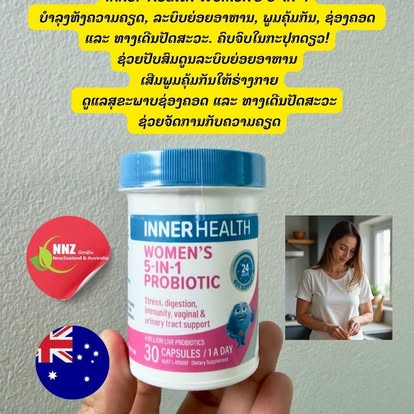 ບຳລຸງທັງຄວາມຄຽດ, ລະບົບຍ່ອຍອາຫານ, ພູມຄຸ້ມກັນ, ຊ່ອງຄອດ
ແລະ ທາງເດີນປັດສະວະ. ຄົບຈົບໃນກະປຸກດຽວ!
ຊ່ວຍປັບສົມດູນລະບົບຍ່ອຍອາຫານ
ເສີມພູມຄຸ້ມກັນໃຫ້ຮ່າງກາຍ
ດູແລສຸຂະພາບຊ່ອງຄອດ ແລະ ທາງເດີນປັດສະວະ
ຊ່ວຍຈັດການກັບຄວາມຄຽດ
INNER HEALTH
WOMEN'S
5-IN-1
PROBIOTIC
24
Stress, digestion,
immunity, vaginal &
urinary tract support
BILLION LIVE PROBIOTICS
30 CAPSULES / 1 A DAY
NNZ
NewZealand & Australia